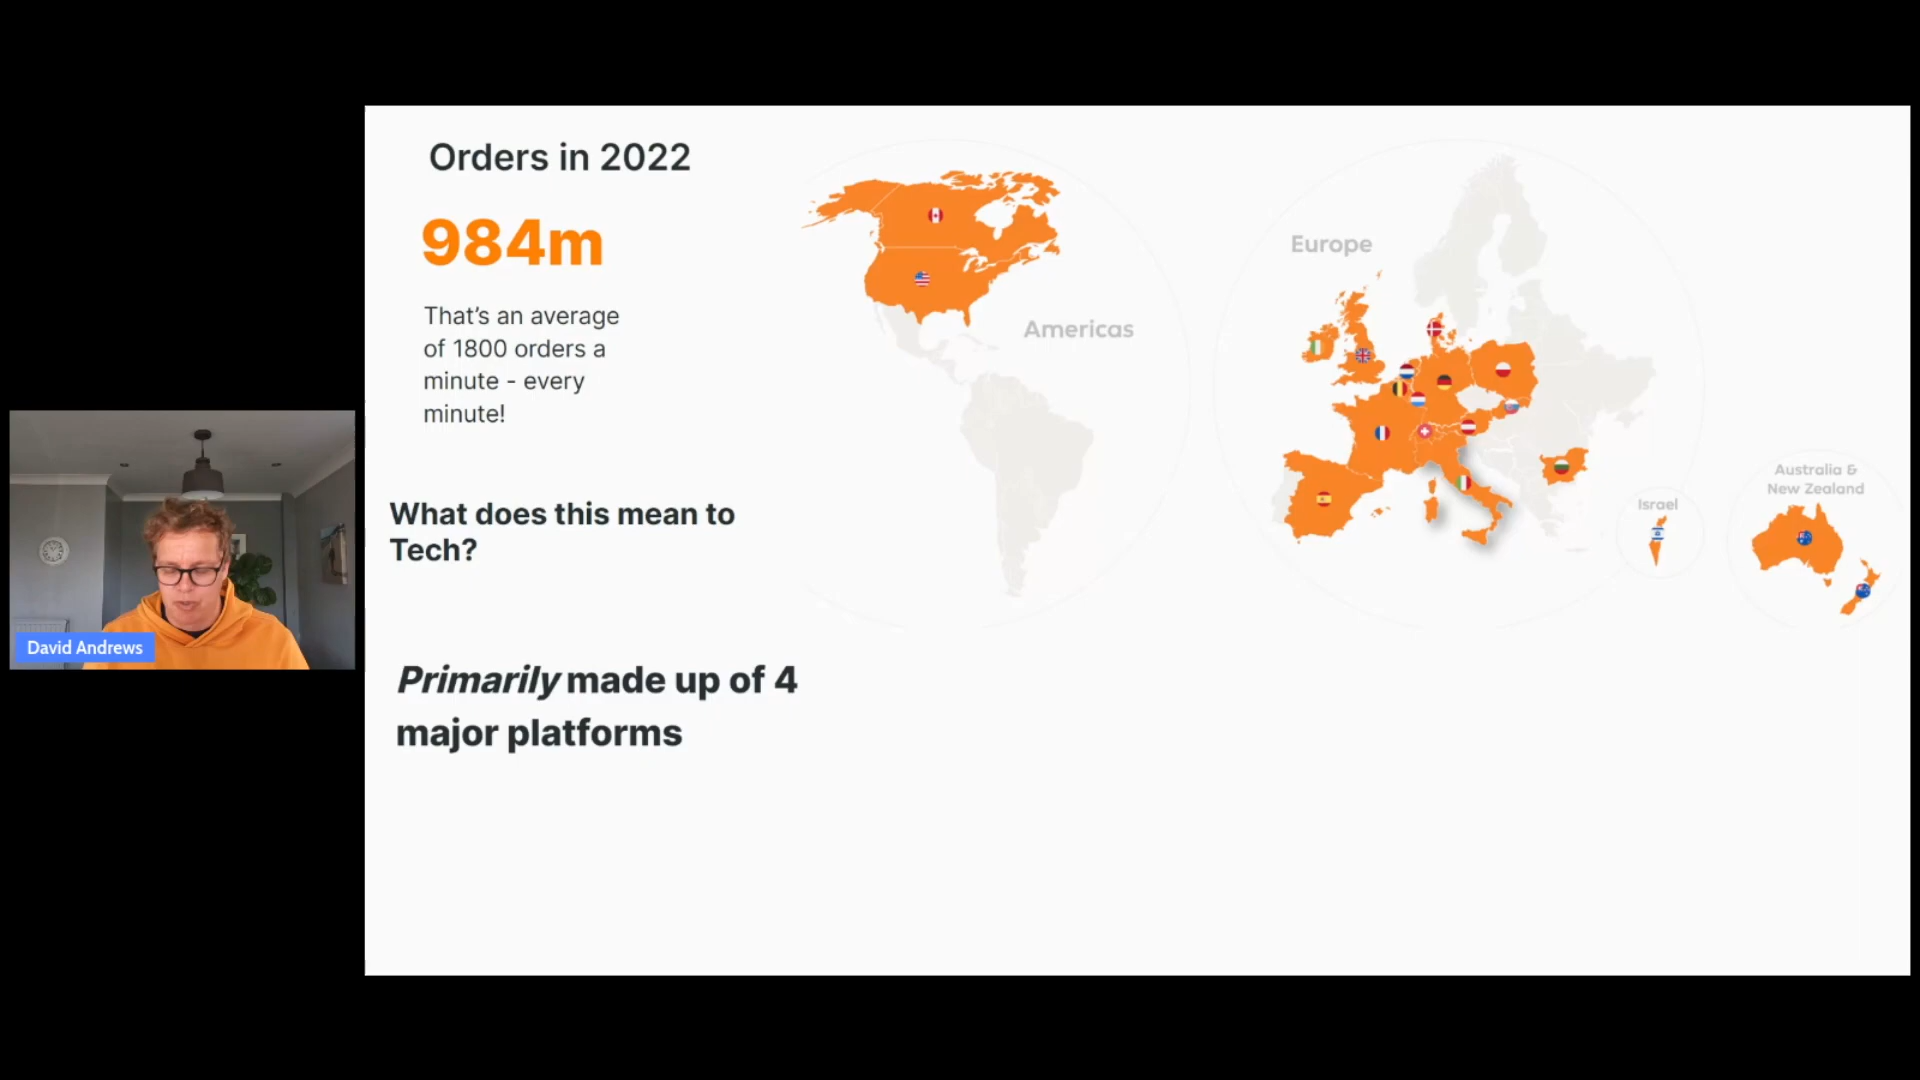 Orders in 2022
984m
That's an average
of 1800 orders a
minute - every
minute!
What does this mean to
Tech?
Primarily made up of 4
major platforms
Americas
Europe
Israel
Australia &
New Zealand
David Andrews